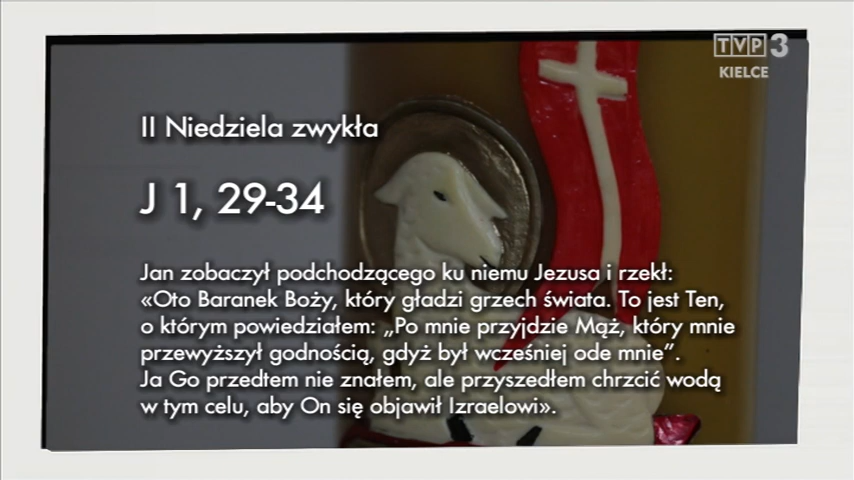 TVP3
KIELCE
II Niedziela zwykła
J 1, 29-34
Jan zobaczył podchodzącego ku niemu Jezusa i rzekł:
«Oto Baranek Boży, który gładzi grzech świata. To jest Ten,
o którym powiedziałem: „Po mnie przyjdzie Mąż, który mnie
przewyższył godnością, gdyż był wcześniej ode mnie”.
Ja Go przedtem nie znałem, ale przyszedłem chrzcić wodą
w tym celu, aby On się objawił Izraelowi».